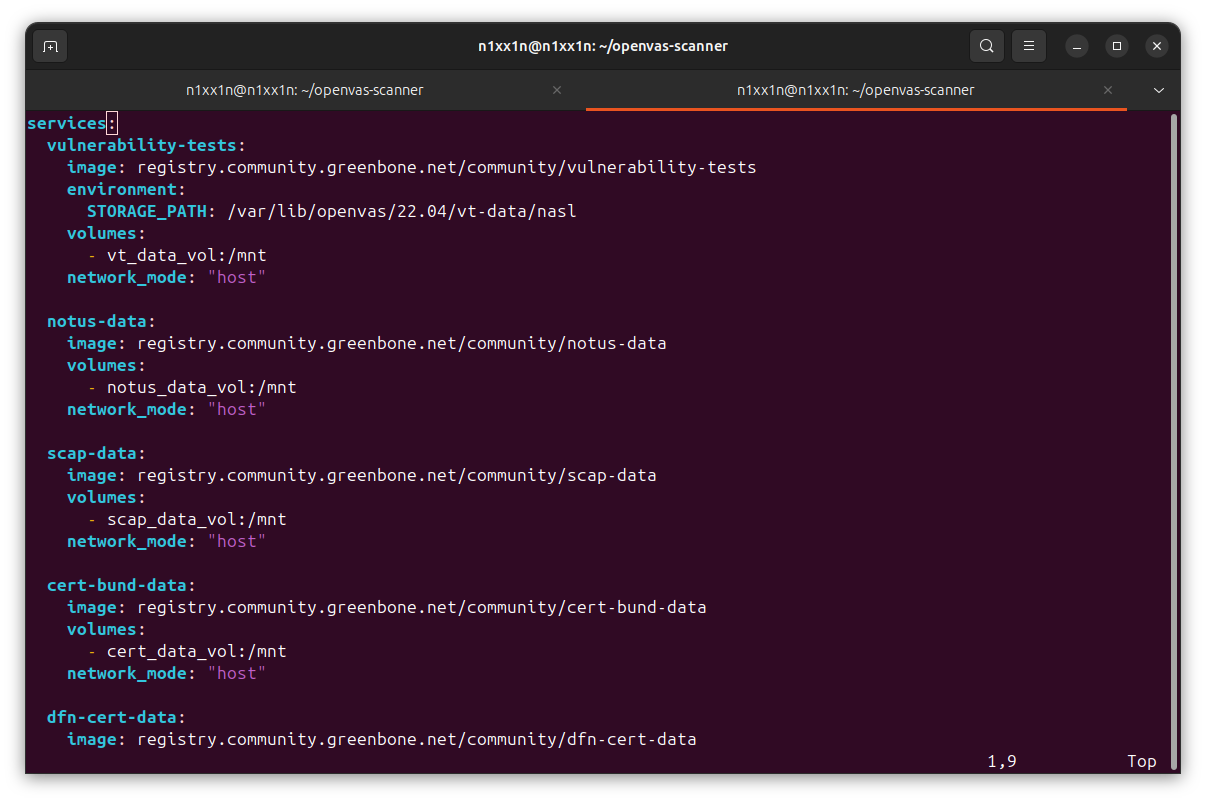 n1xx1n@n1xx1n: ~/openvas-scanner
n1xx1n@n1xx1n: ~/openvas-scanner
n1xx1n@n1xx1n: ~/openvas-scanner
services:
  vulnerability-tests:
    image: registry.community.greenbone.net/community/vulnerability-tests
    environment:
      STORAGE_PATH: /var/lib/openvas/22.04/vt-data/nasl
    volumes:
      - vt_data_vol:/mnt
    network_mode: "host"

  notus-data:
    image: registry.community.greenbone.net/community/notus-data
    volumes:
      - notus_data_vol:/mnt
    network_mode: "host"

  scap-data:
    image: registry.community.greenbone.net/community/scap-data
    volumes:
      - scap_data_vol:/mnt
    network_mode: "host"

  cert-bund-data:
    image: registry.community.greenbone.net/community/cert-bund-data
    volumes:
      - cert_data_vol:/mnt
    network_mode: "host"

  dfn-cert-data:
    image: registry.community.greenbone.net/community/dfn-cert-data
1,9 Top